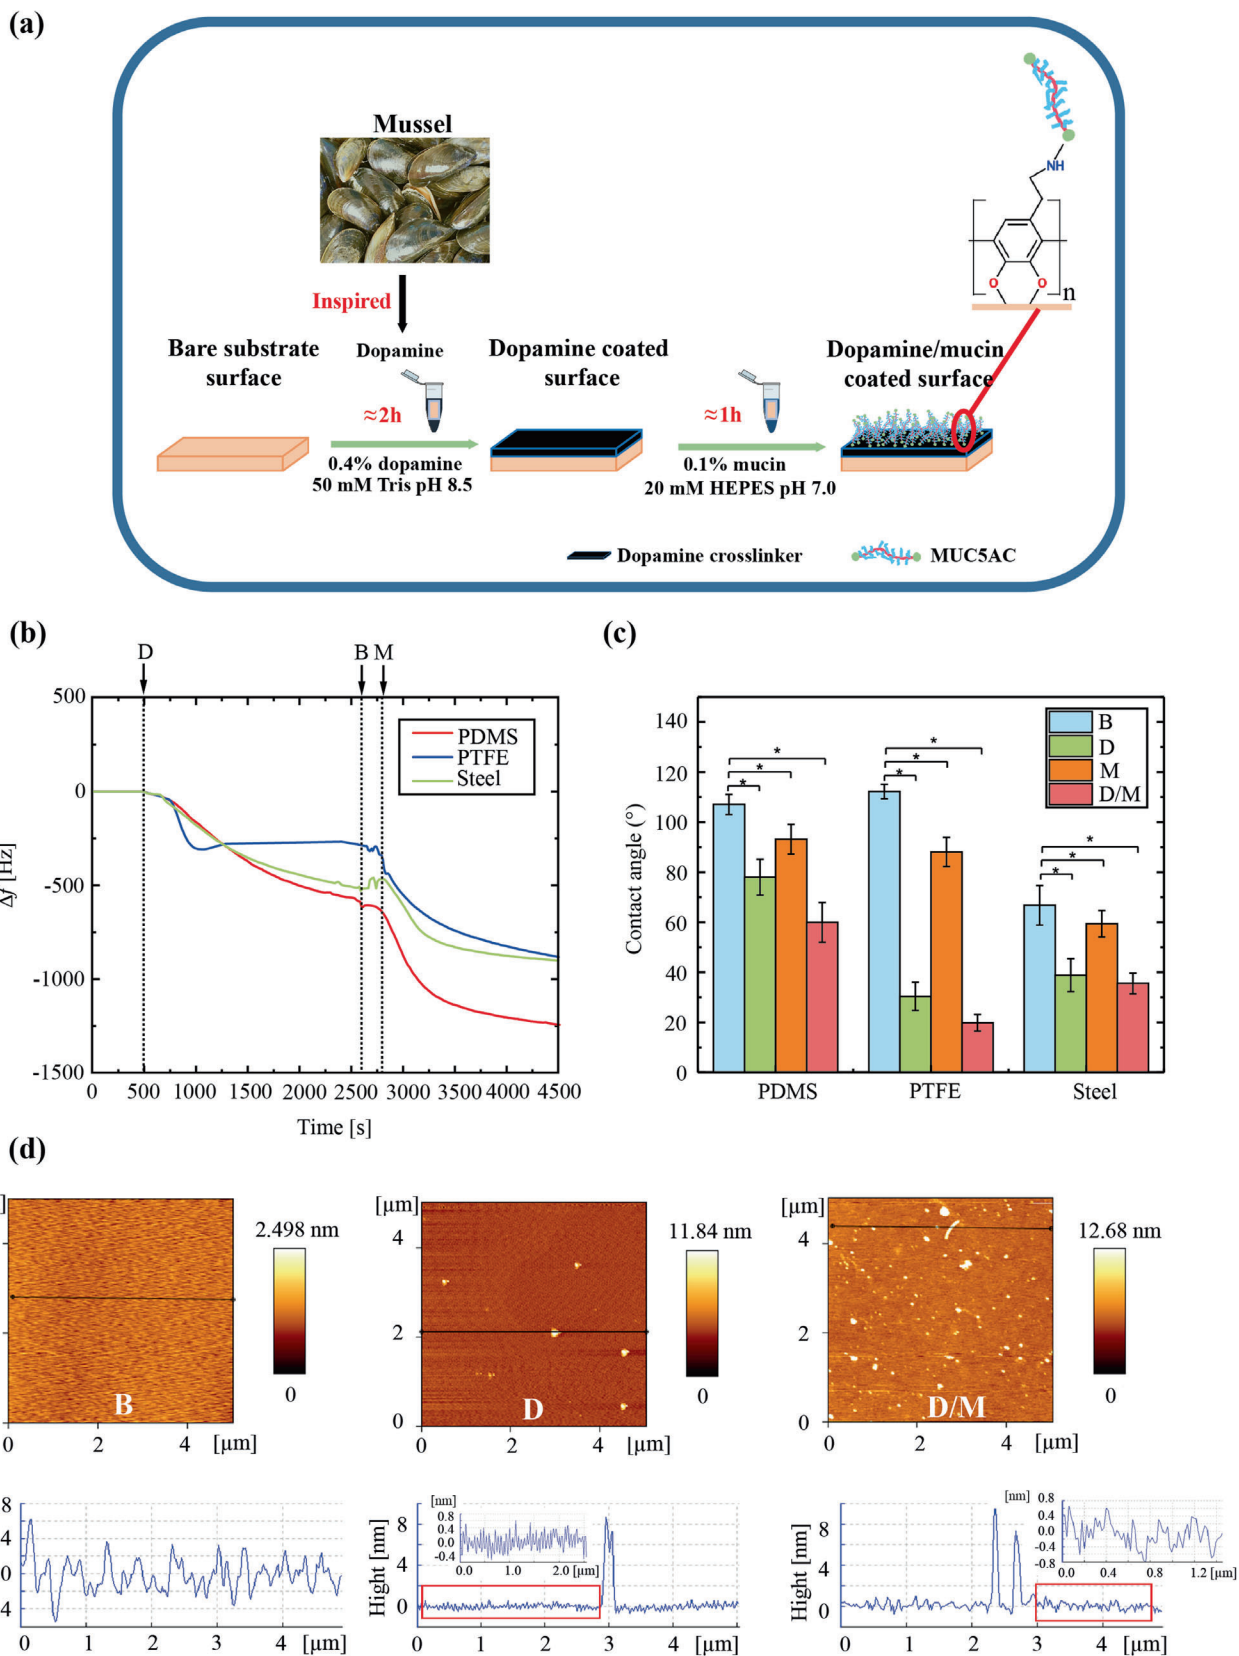 (a)
Mussel
Inspired
Bare substrate
surface
Dopamine
Dopamine coated
surface
Dopamine/mucin
coated surface
NH
O
O
n
≈2h
≈1h
0.4% dopamine
50 mM Tris pH 8.5
0.1% mucin
20 mM HEPES pH 7.0
Dopamine crosslinker
MUC5AC
(b)
D
B
M
500
0
-500
-1000
-1500
Δf [Hz]
PDMS
PTFE
Steel
0 500 1000 1500 2000 2500 3000 3500 4000 4500
Time [s]
(c)
140
120
100
80
60
40
20
0
Contact angle (°)
B
D
M
D/M
* * *
* * *
* * *
PDMS PTFE Steel
(d)
]
2.498 nm
0
B
0 2 4 [μm]
[μm]
4
2
0
11.84 nm
0
D
0 2 4 [μm]
[μm]
4
2
0
12.68 nm
0
D/M
0 2 4 [μm]
8
4
0
4
0 1 2 3 4 [μm]
Hight [nm]
8
4
0
0 1 2 3 4 [μm]
[nm]
0.8
0.4
0.0
-0.4
0.0 1.0 2.0 [μm]
Hight [nm]
8
4
0
0 1 2 3 4 [μm]
[nm]
0.8
0.4
0.0
-0.4
-0.8
0.0 0.4 0.8 1.2 [μm]